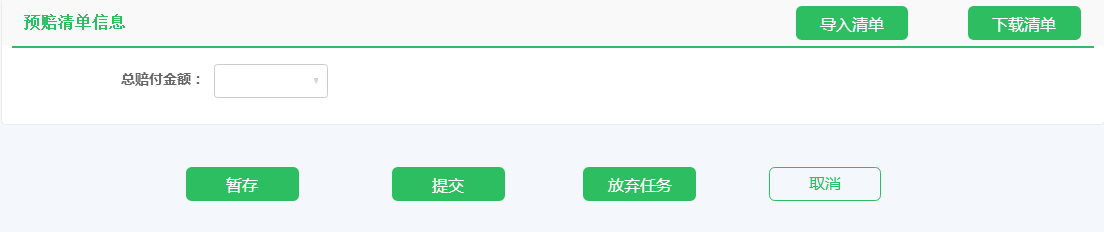 预赔清单信息
导入清单
下载清单
总赔付金额：
暂存
提交
放弃任务
取消